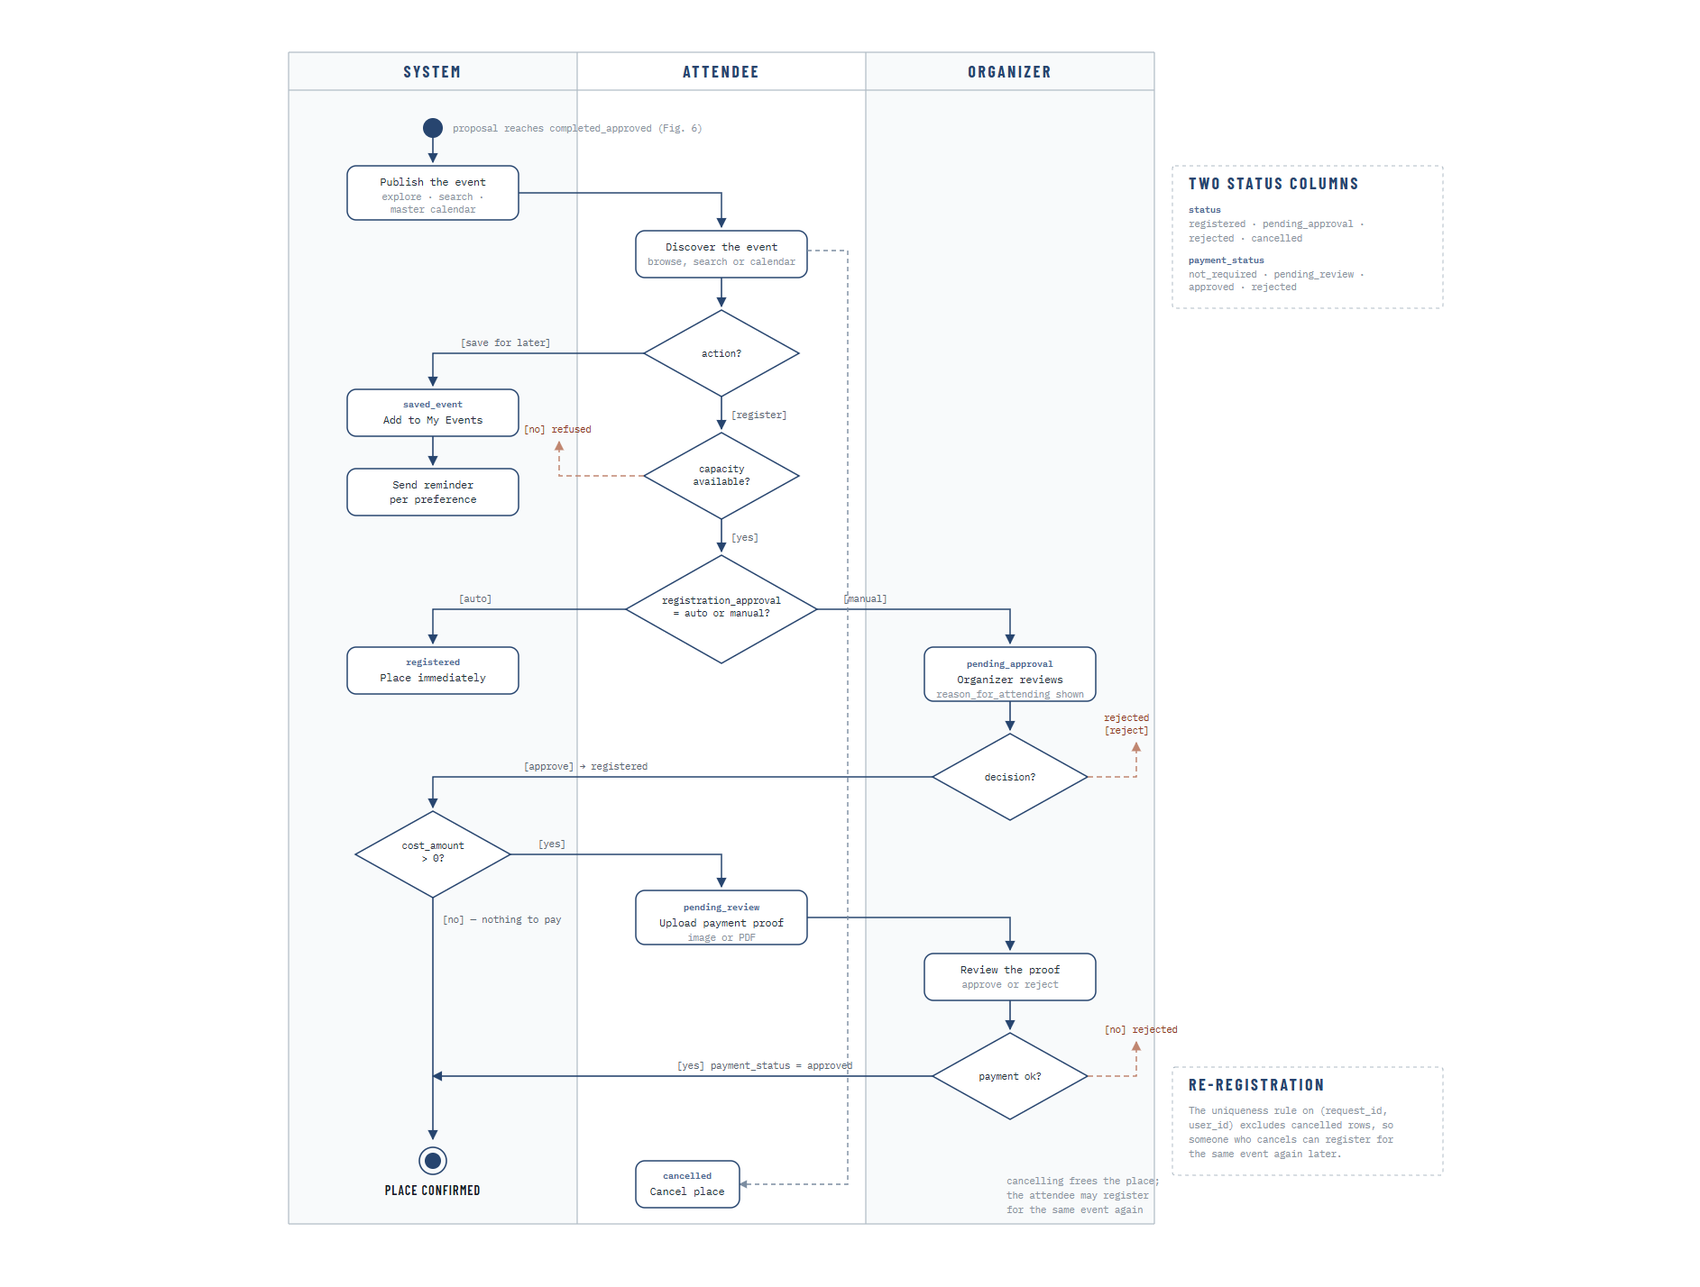 SYSTEM
ATTENDEE
ORGANIZER
proposal reaches completed_approved (Fig. 6)
Publish the event
explore · search ·
master calendar
TWO STATUS COLUMNS
status
registered · pending_approval ·
rejected · cancelled
payment_status
not_required · pending_review ·
approved · rejected
Discover the event
browse, search or calendar
action?
[save for later]
saved_event
Add to My Events
[register]
[no] refused
capacity
available?
Send reminder
per preference
[yes]
registration_approval
= auto or manual?
[auto]
[manual]
registered
Place immediately
pending_approval
Organizer reviews
reason_for_attending shown
rejected
[reject]
decision?
[approve] → registered
cost_amount
> 0?
[yes]
[no] — nothing to pay
pending_review
Upload payment proof
image or PDF
Review the proof
approve or reject
[no] rejected
[yes] payment_status = approved
payment ok?
RE-REGISTRATION
The uniqueness rule on (request_id,
user_id) excludes cancelled rows, so
someone who cancels can register for
the same event again later.
PLACE CONFIRMED
cancelled
Cancel place
cancelling frees the place;
the attendee may register
for the same event again